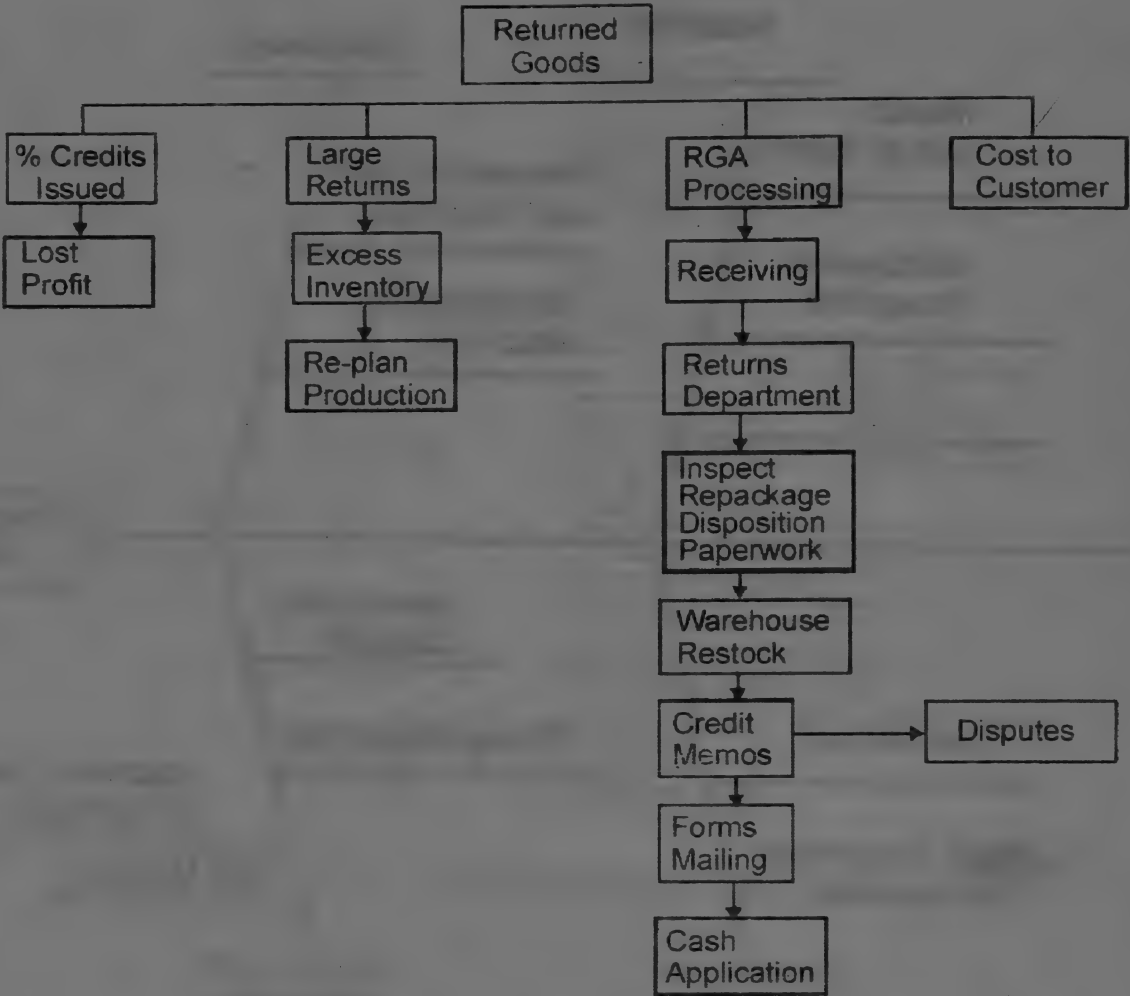 Returned
Goods
% Credits
Issued
Lost
Profit
Large
Returns
Excess
Inventory
Re-plan
Production
RGA
Processing
Receiving
Returns
Department
Inspect
Repackage
Disposition
Paperwork
Warehouse
Restock
Credit
Memos
Disputes
Forms
Mailing
Cash
Application
Cost to
Customer